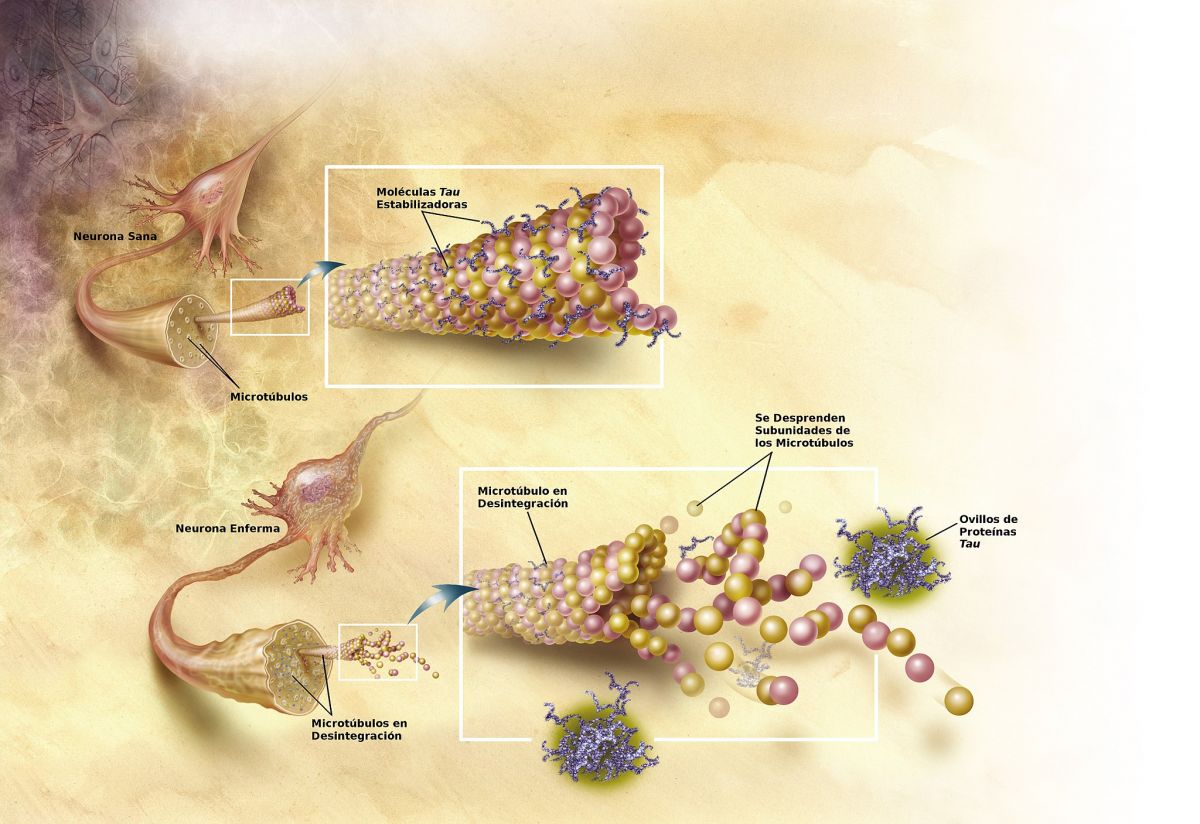 Moléculas Tau
Estabilizadoras
Neurona Sana
Microtúbulos
Se Desprenden
Subunidades de
los Microtúbulos
Microtúbulo en
Desintegración
Ovillos de
Proteínas
Tau
Neurona Enferma
Microtúbulos en
Desintegración